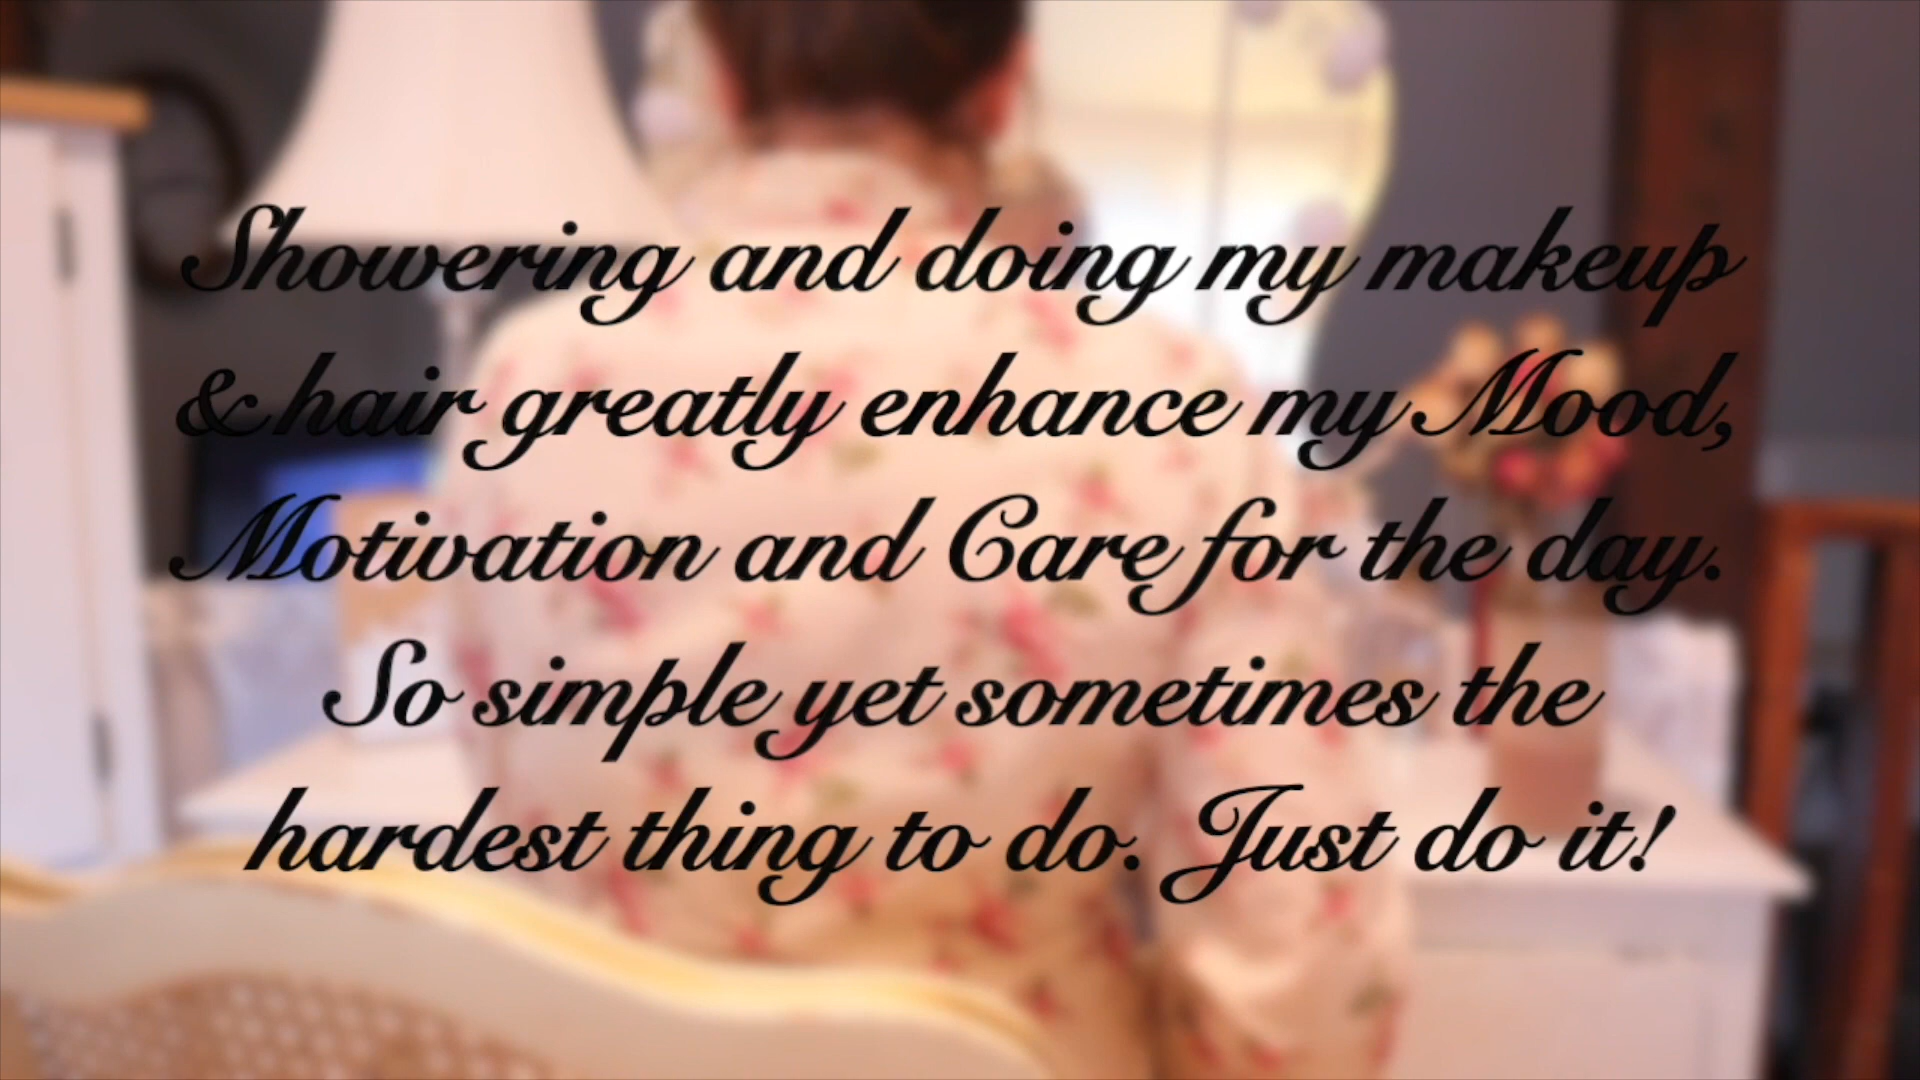 Showering and doing my makeup
& hair greatly enhance my Mood,
Motivation and Care for the day.
So simple yet sometimes the
hardest thing to do. Just do it!